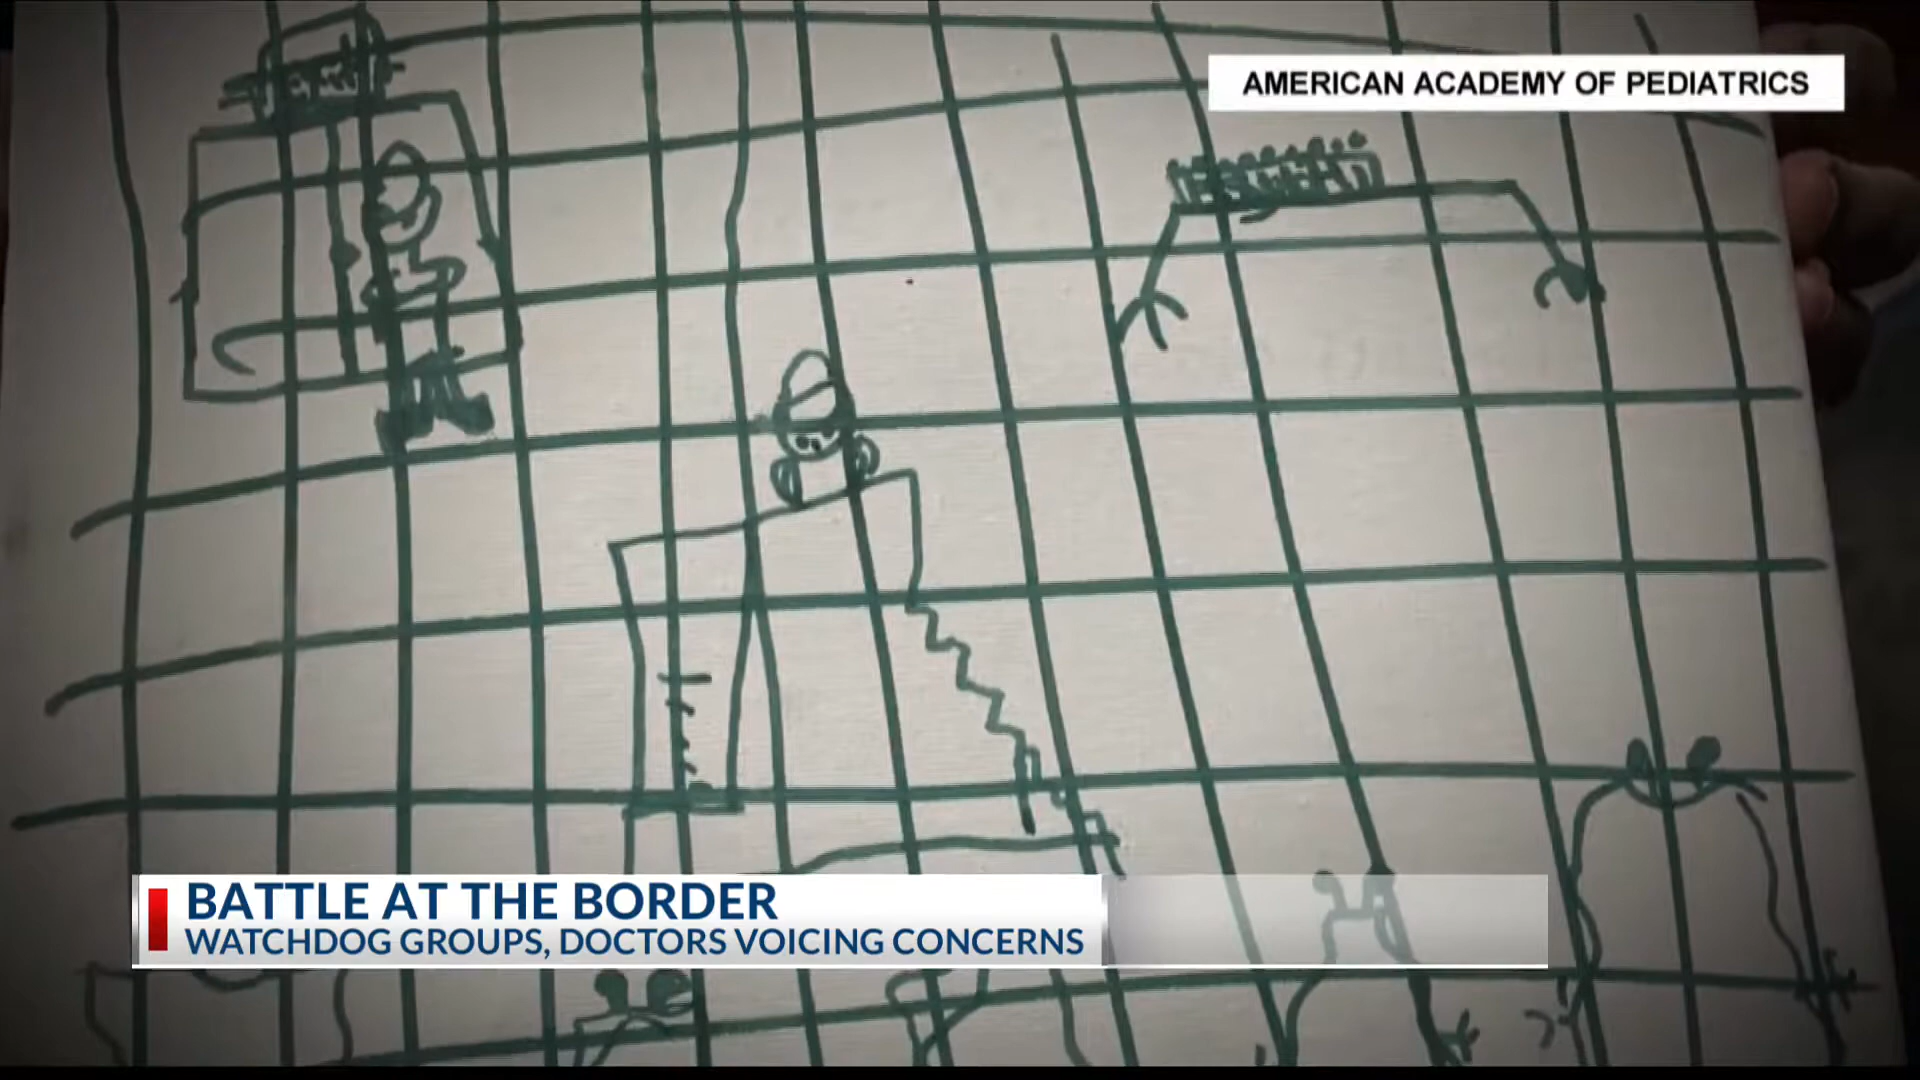 AMERICAN ACADEMY OF PEDIATRICS
BATTLE AT THE BORDER
WATCHDOG GROUPS, DOCTORS VOICING CONCERNS